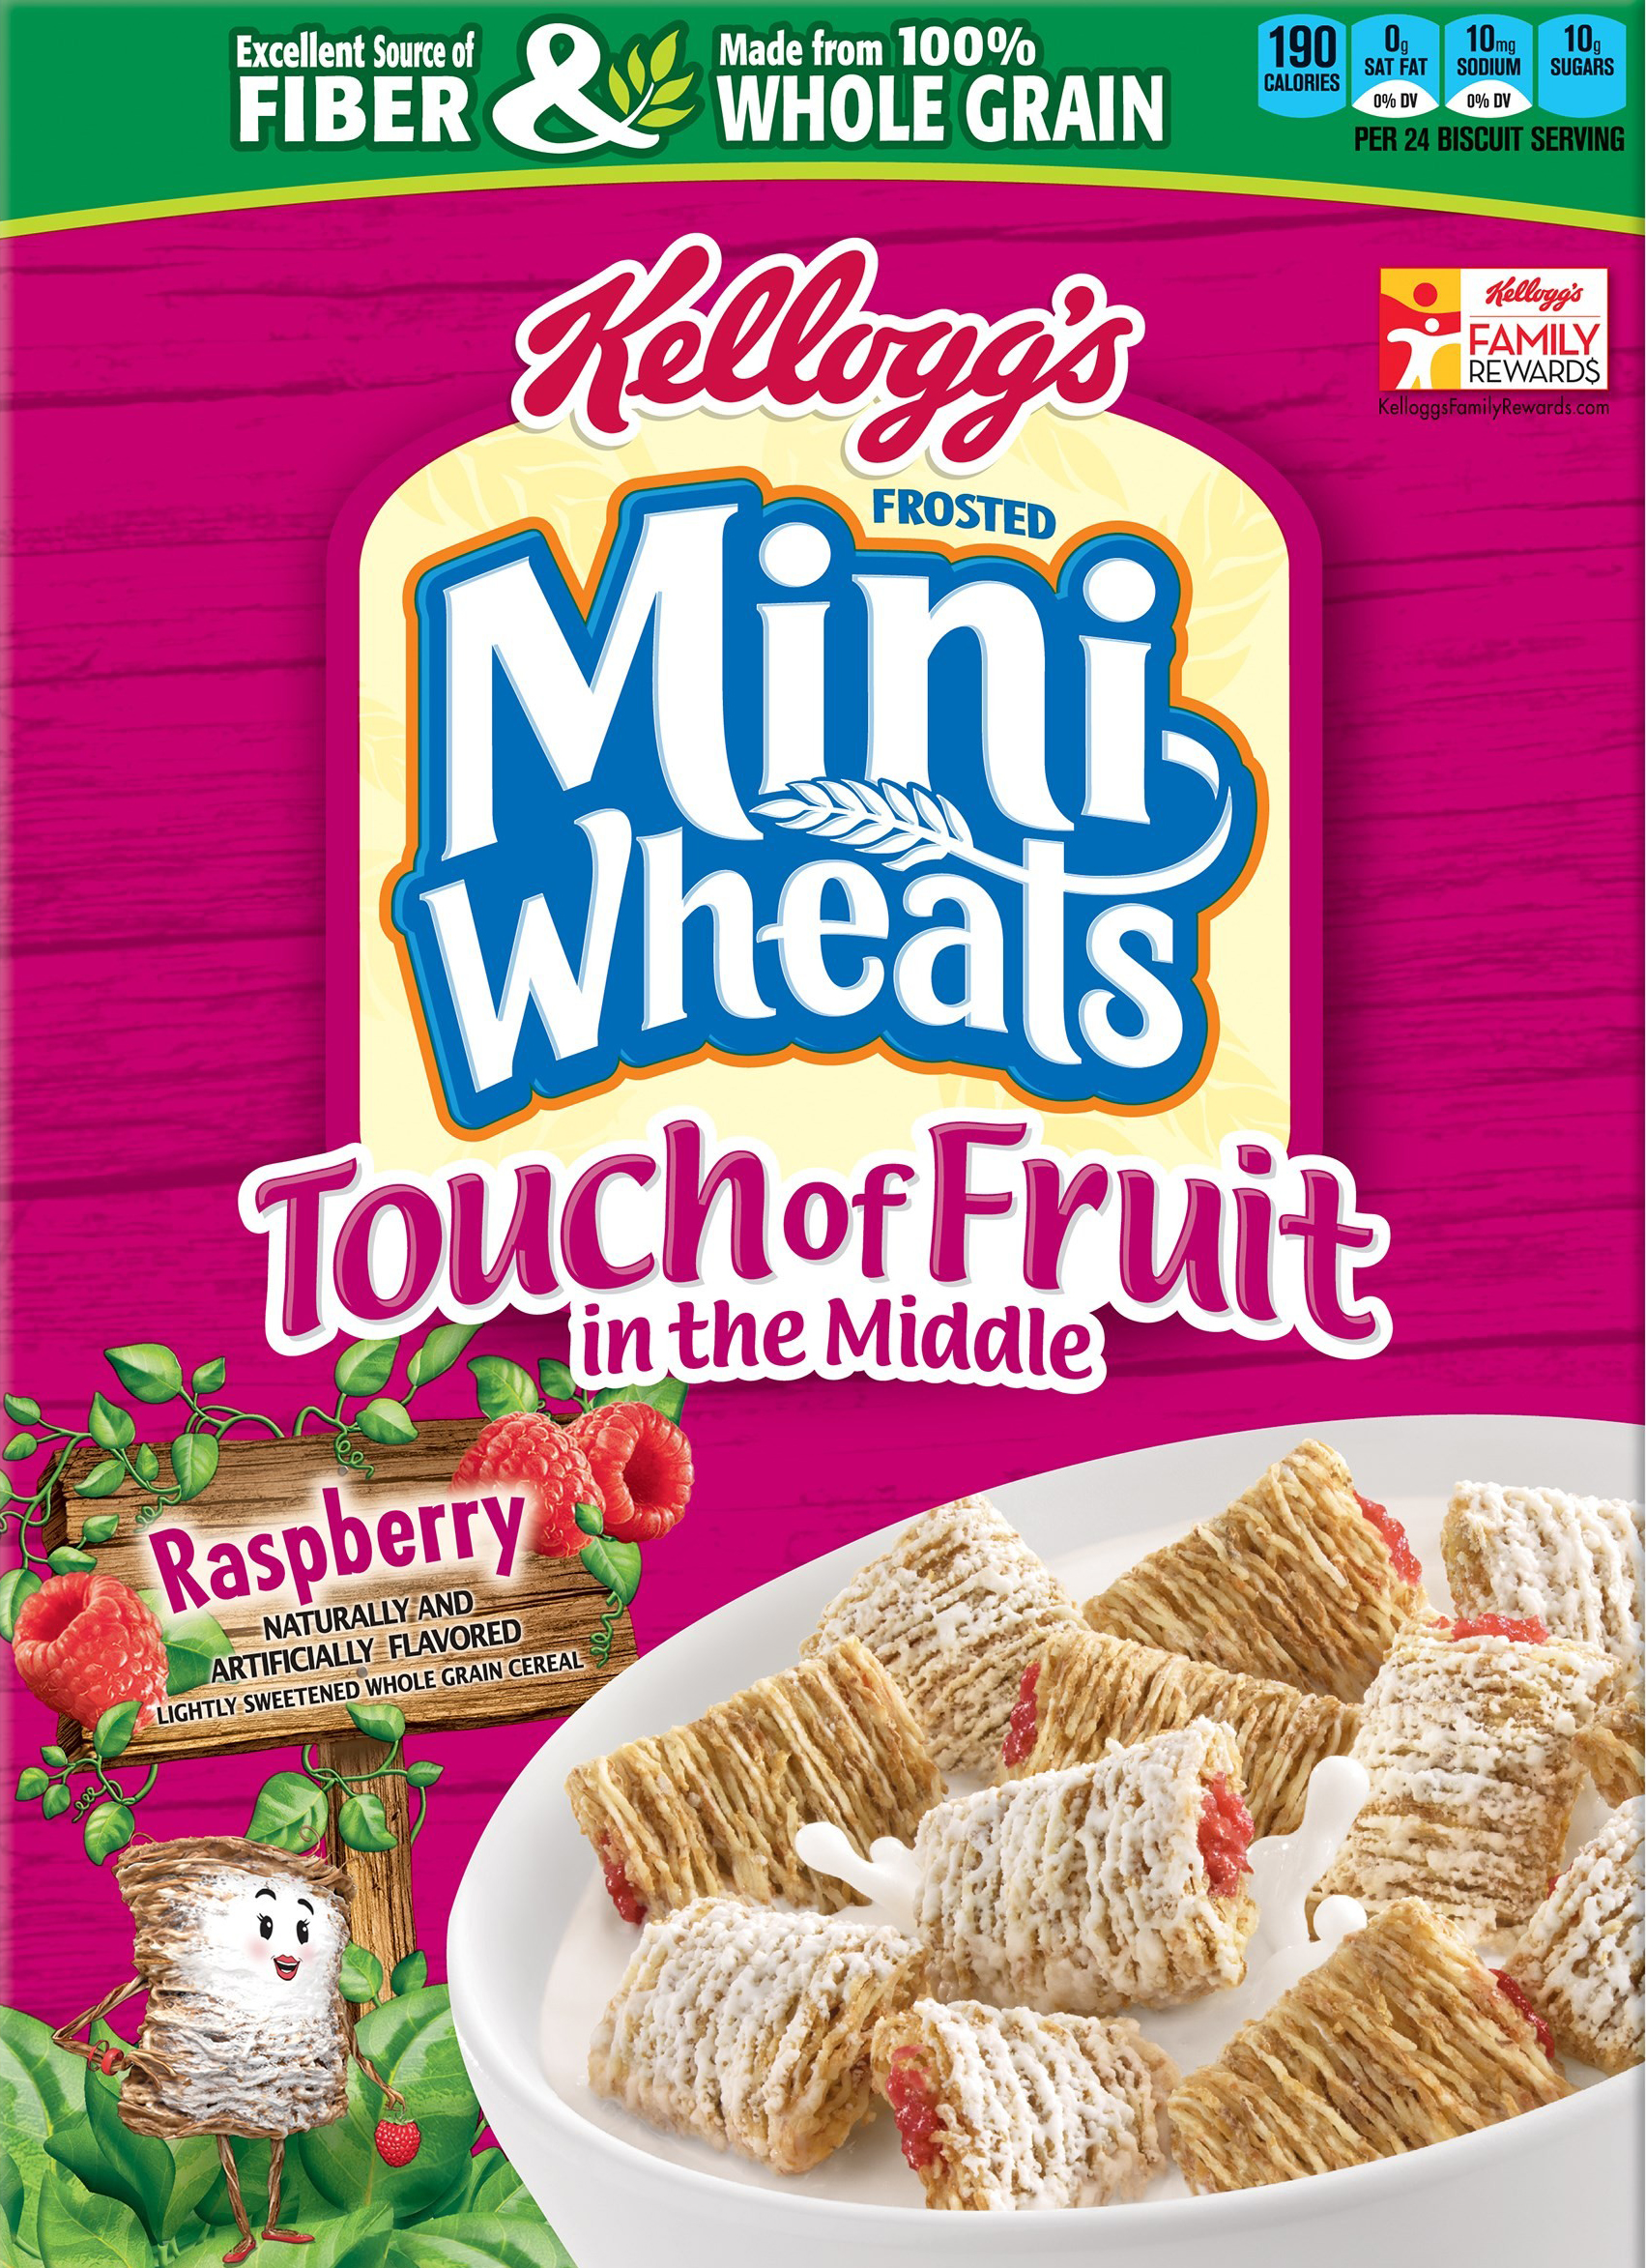 Excellent Source of
FIBER
&
Made from 100%
WHOLE GRAIN
190
CALORIES
0g
SAT FAT
0% DV
10mg
SODIUM
0% DV
10g
SUGARS
PER 24 BISCUIT SERVING
Kellogg's
Kellogg's
FAMILY
REWARD$
KelloggsFamilyRewards.com
FROSTED
Mini
Wheats
Touch of Fruit
in the Middle
Raspberry
NATURALLY AND
ARTIFICIALLY FLAVORED
LIGHTLY SWEETENED WHOLE GRAIN CEREAL